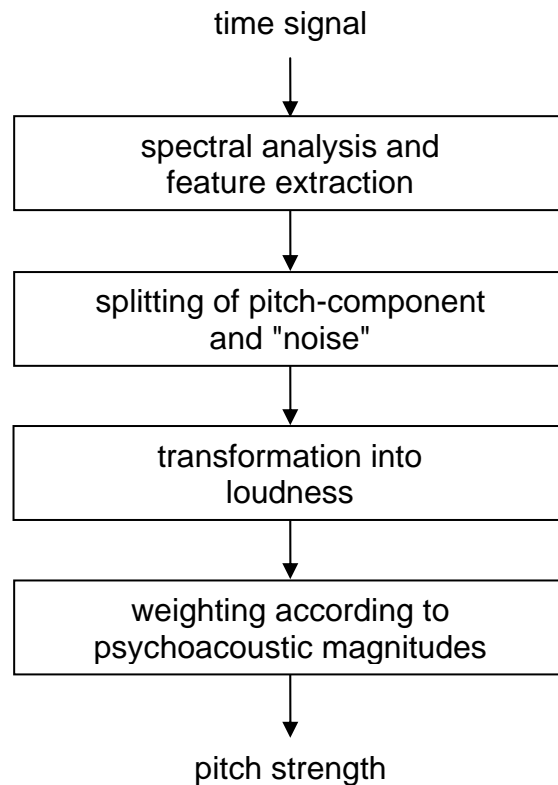 time signal
spectral analysis and
feature extraction
splitting of pitch-component
and "noise"
transformation into
loudness
weighting according to
psychoacoustic magnitudes
pitch strength